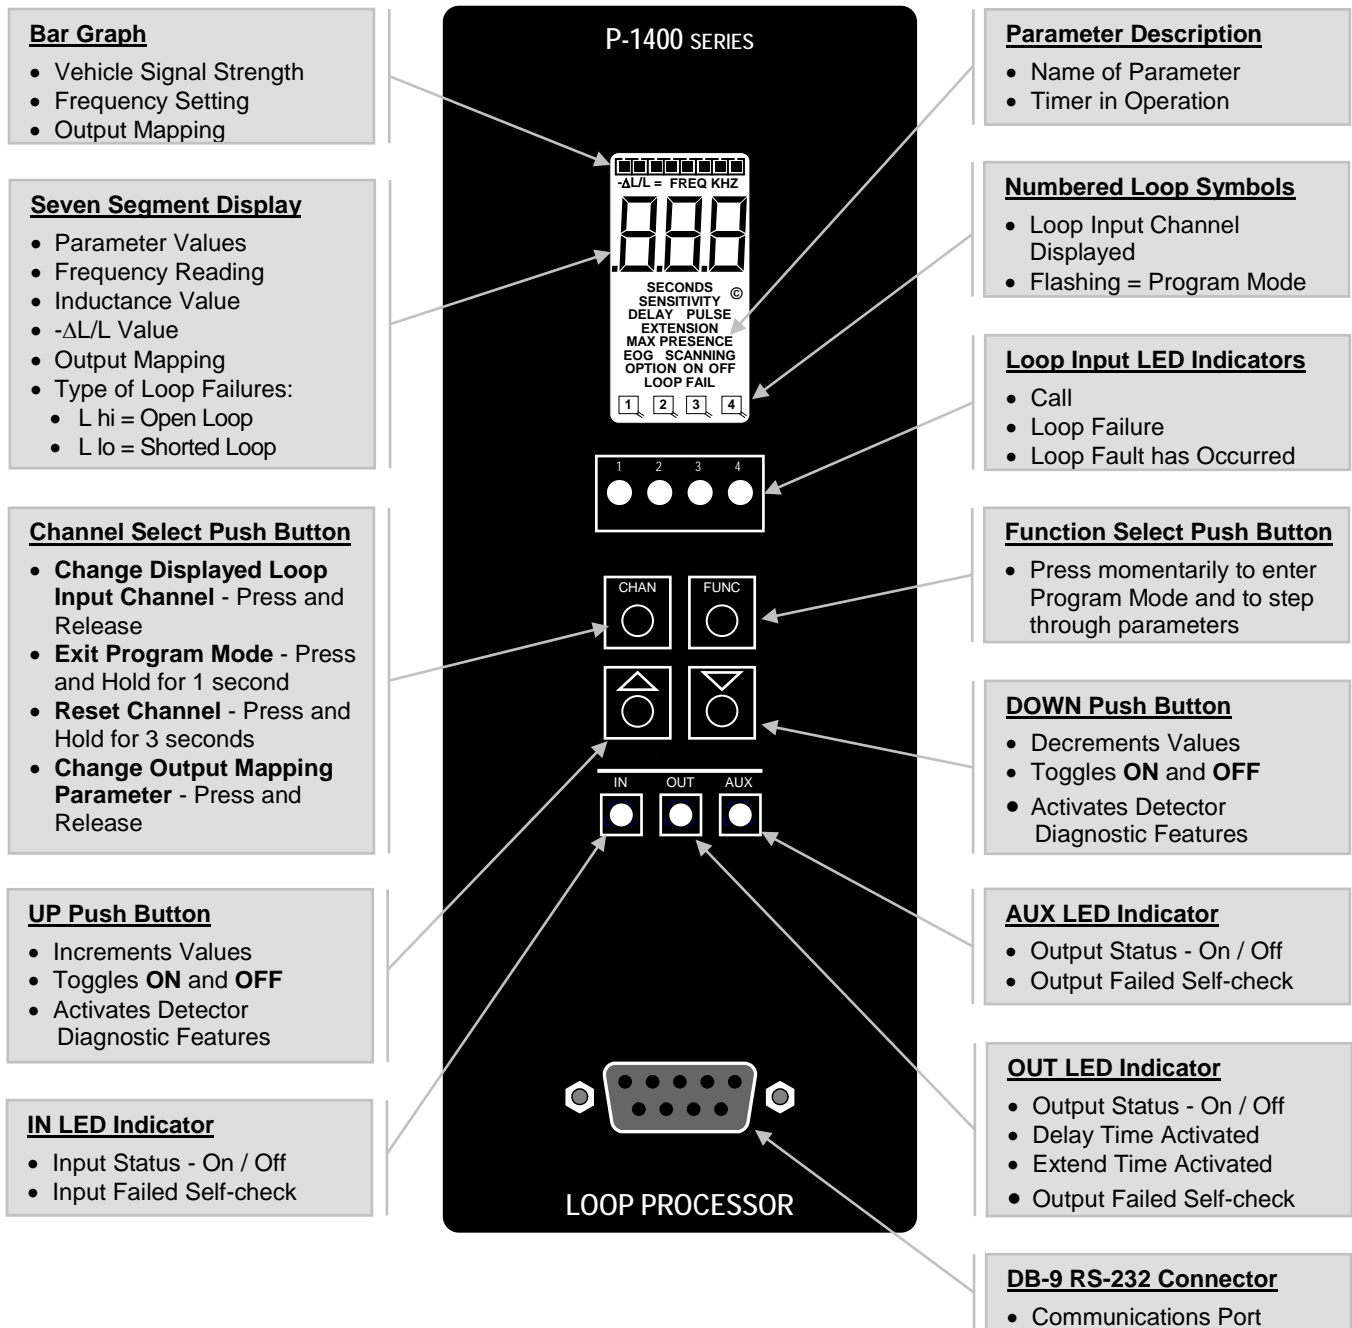 Bar Graph
• Vehicle Signal Strength
• Frequency Setting
• Output Mapping
Seven Segment Display
• Parameter Values
• Frequency Reading
• Inductance Value
• -ΔL/L Value
• Output Mapping
• Type of Loop Failures:
• L hi = Open Loop
• L lo = Shorted Loop
Channel Select Push Button
• Change Displayed Loop
Input Channel - Press and
Release
• Exit Program Mode - Press
and Hold for 1 second
• Reset Channel - Press and
Hold for 3 seconds
• Change Output Mapping
Parameter - Press and
Release
UP Push Button
• Increments Values
• Toggles ON and OFF
• Activates Detector
Diagnostic Features
IN LED Indicator
• Input Status - On / Off
• Input Failed Self-check
P-1400 SERIES
-ΔL/L = FREQ KHZ
8.8.8
SECONDS
SENSITIVITY ©
DELAY PULSE
EXTENSION
MAX PRESENCE
EOG SCANNING
OPTION ON OFF
LOOP FAIL
1 2 3 4
1 2 3 4
CHAN FUNC
IN OUT AUX
LOOP PROCESSOR
Parameter Description
• Name of Parameter
• Timer in Operation
Numbered Loop Symbols
• Loop Input Channel
Displayed
• Flashing = Program Mode
Loop Input LED Indicators
• Call
• Loop Failure
• Loop Fault has Occurred
Function Select Push Button
• Press momentarily to enter
Program Mode and to step
through parameters
DOWN Push Button
• Decrements Values
• Toggles ON and OFF
• Activates Detector
Diagnostic Features
AUX LED Indicator
• Output Status - On / Off
• Output Failed Self-check
OUT LED Indicator
• Output Status - On / Off
• Delay Time Activated
• Extend Time Activated
• Output Failed Self-check
DB-9 RS-232 Connector
• Communications Port